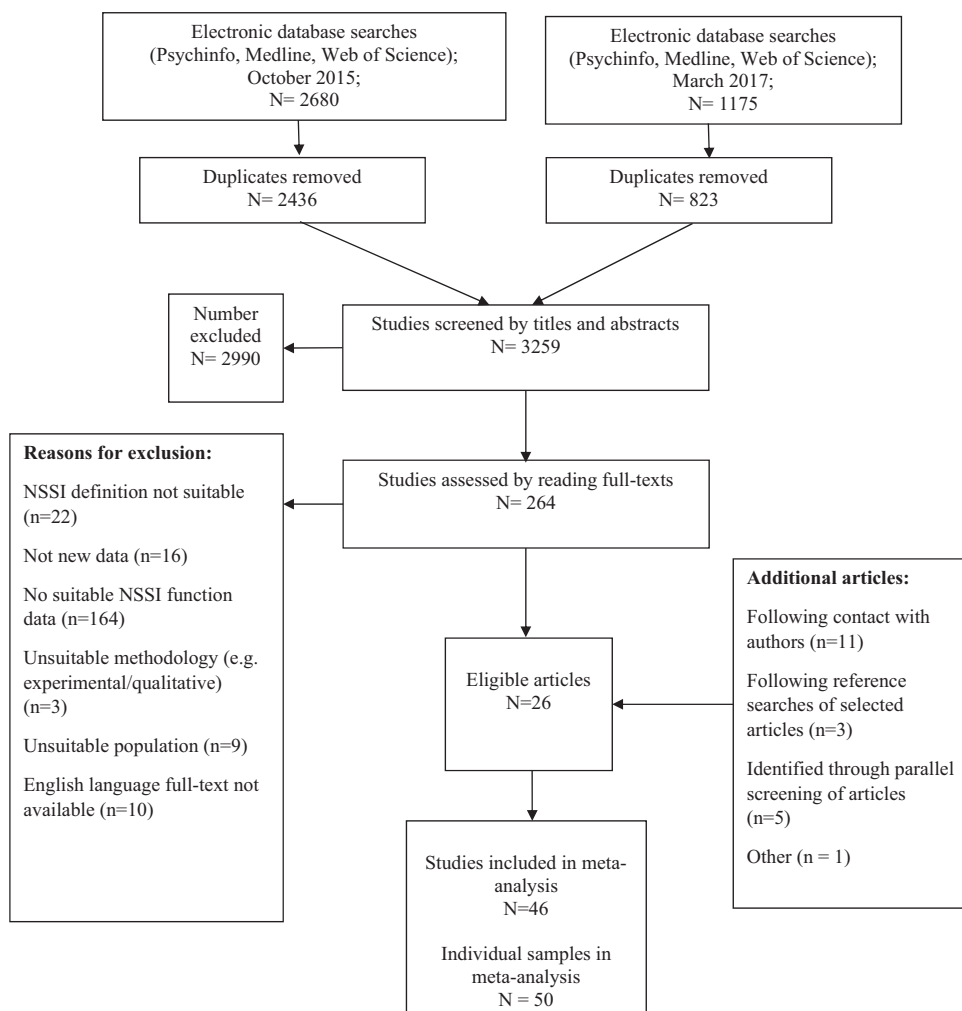 Electronic database searches
(Psychinfo, Medline, Web of Science);
October 2015;
N= 2680
Electronic database searches
(Psychinfo, Medline, Web of Science);
March 2017;
N= 1175
Duplicates removed
N= 2436
Duplicates removed
N= 823
Number
excluded
N= 2990
Studies screened by titles and abstracts
N= 3259
Reasons for exclusion:
NSSI definition not suitable
(n=22)
Not new data (n=16)
No suitable NSSI function
data (n=164)
Unsuitable methodology (e.g.
experimental/qualitative)
(n=3)
Unsuitable population (n=9)
English language full-text not
available (n=10)
Studies assessed by reading full-texts
N= 264
Eligible articles
N=26
Additional articles:
Following contact with
authors (n=11)
Following reference
searches of selected
articles (n=3)
Identified through parallel
screening of articles
(n=5)
Other (n = 1)
Studies included in meta-
analysis
N=46
Individual samples in
meta-analysis
N = 50